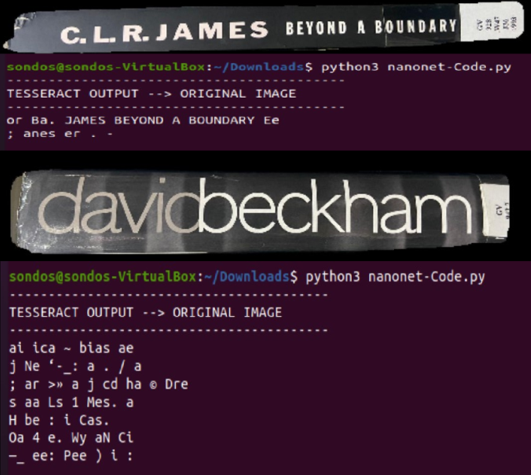 C.L.R. JAMES BEYOND A BOUNDARY GV
sondos@sondos-VirtualBox:~/Downloads$ python3 nanonet-Code.py
----------------------------------------
TESSERACT OUTPUT --> ORIGINAL IMAGE
----------------------------------------
or Ba. JAMES BEYOND A BOUNDARY Ee
; anes er . -
davidbeckham GV
sondos@sondos-VirtualBox:~/Downloads$ python3 nanonet-Code.py
----------------------------------------
TESSERACT OUTPUT --> ORIGINAL IMAGE
----------------------------------------
ai ica ~ bias ae
j Ne ‘-_: a . / a
; ar >» a j cd ha © Dre
s aa Ls 1 Mes. a
H be : i Cas.
Oa 4 e. Wy aN Ci
—_ ee: Pee ) i :